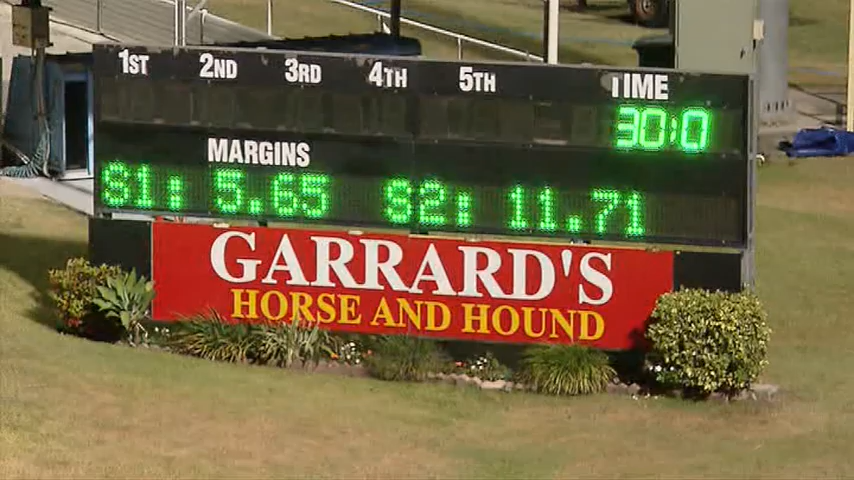 1ST 2ND 3RD 4TH 5TH TIME
30:0
MARGINS
S1: 5.65 S2: 11.71
GARRARD'S
HORSE AND HOUND